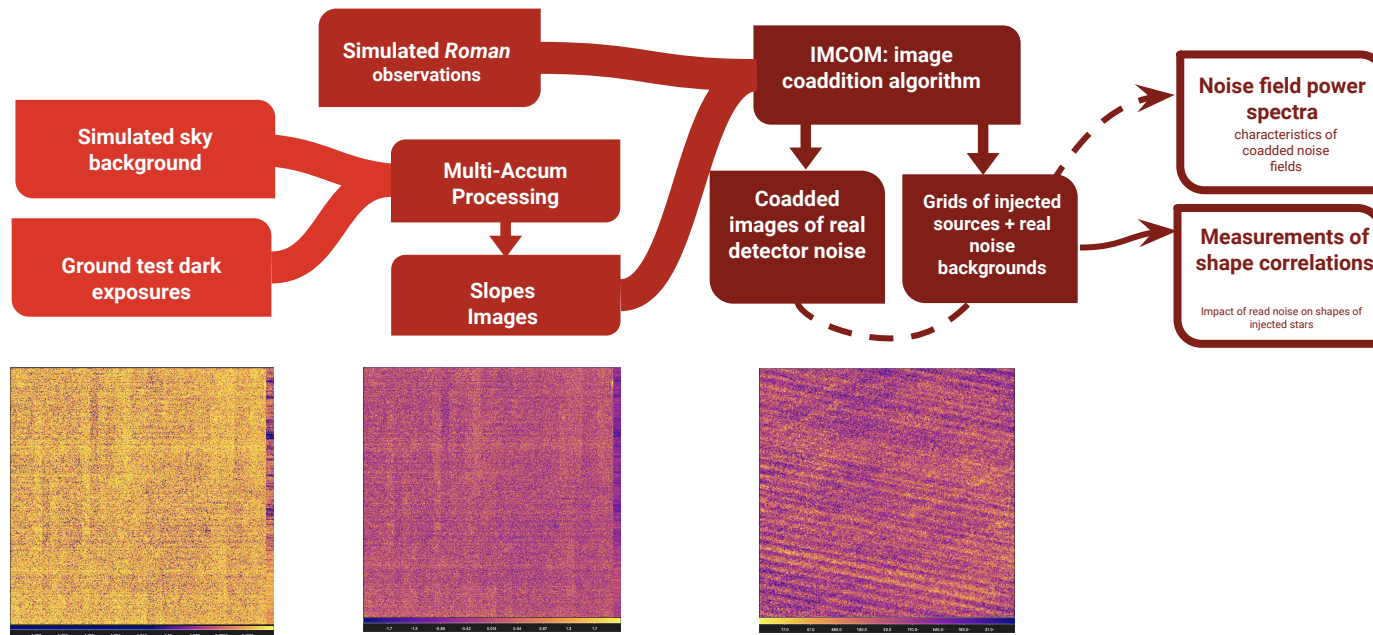 Simulated Roman
observations
IMCOM: image
coaddition algorithm
Noise field power
spectra
characteristics of
coadded noise
fields
Simulated sky
background
Multi-Accum
Processing
Coadded
images of real
detector noise
Grids of injected
sources + real
noise
backgrounds
Ground test dark
exposures
Slopes
Images
Measurements of
shape correlations
Impact of read noise on shapes of
injected stars
-1.7 -1.3 -0.86 -0.42 0.014 0.44 0.87 1.3 1.7